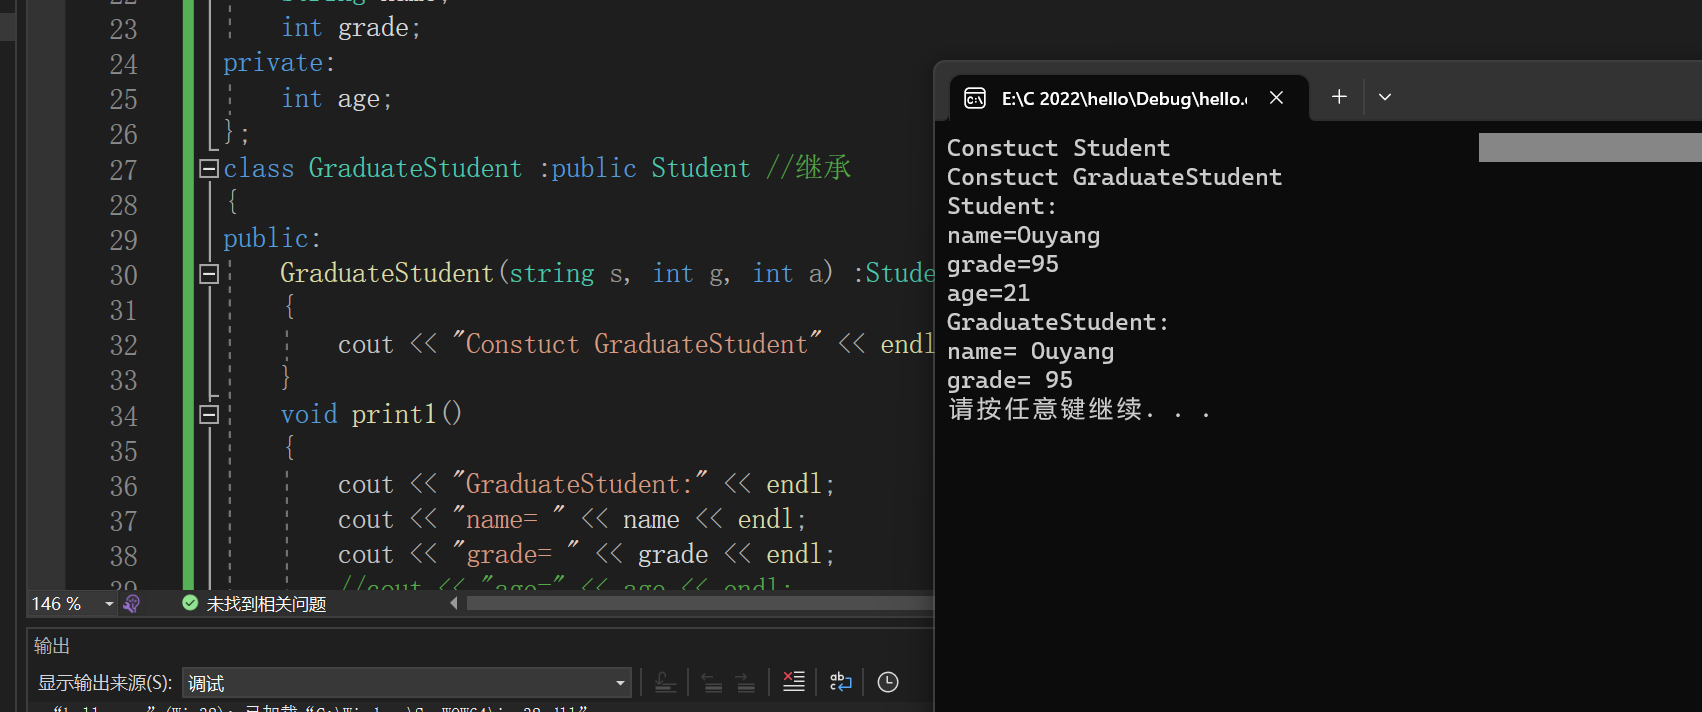 23 int grade;
24 private:
25 int age;
26 };
27 class GraduateStudent :public Student //继承
28 {
29 public:
30 GraduateStudent(string s, int g, int a) :Stude
31 {
32 cout << "Constuct GraduateStudent" << endl
33 }
34 void print1()
35 {
36 cout << "GraduateStudent:" << endl;
37 cout << "name= " << name << endl;
38 cout << "grade= " << grade << endl;
39 //cout << "age=" << age << endl;
146 %
未找到相关问题
输出
显示输出来源(S): 调试
E:\C 2022\hello\Debug\hello.
Constuct Student
Constuct GraduateStudent
Student:
name=Ouyang
grade=95
age=21
GraduateStudent:
name= Ouyang
grade= 95
请按任意键继续. . .